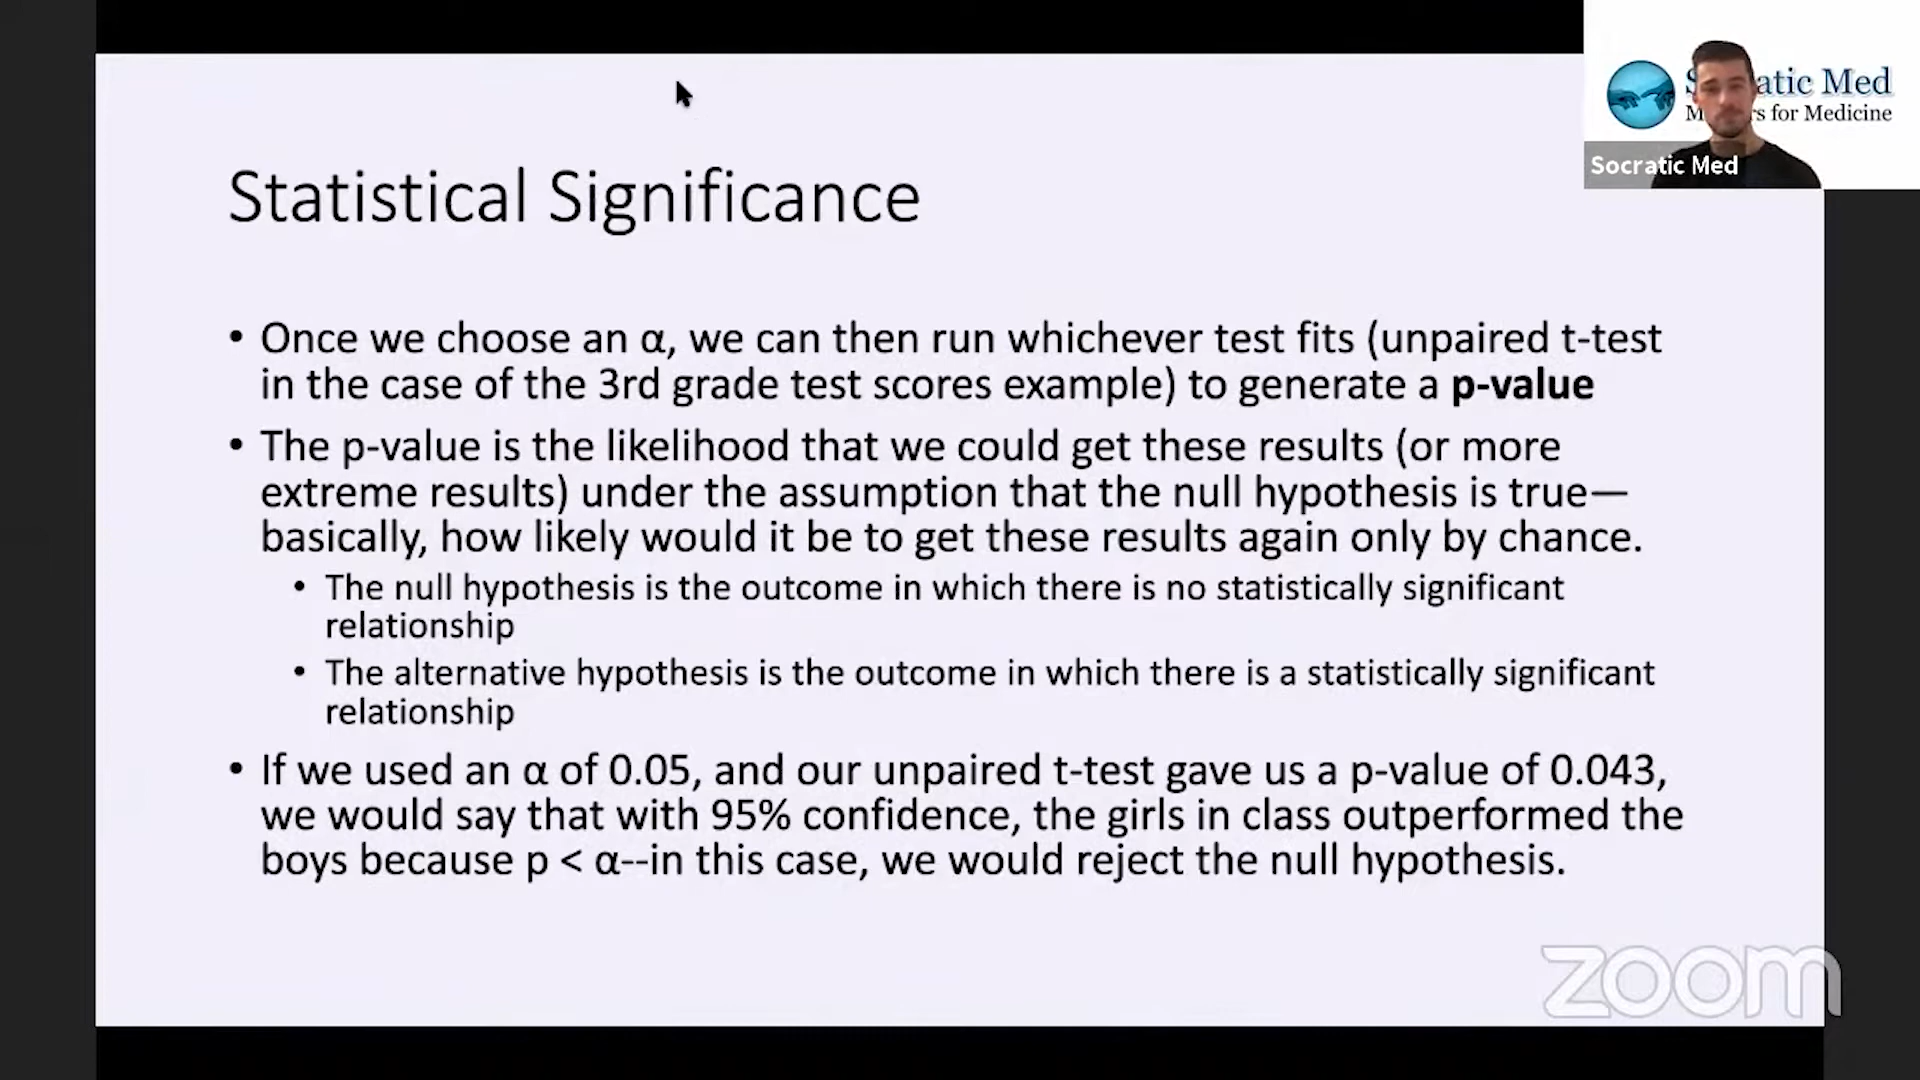 Statistical Significance
• Once we choose an α, we can then run whichever test fits (unpaired t-test
in the case of the 3rd grade test scores example) to generate a p-value
• The p-value is the likelihood that we could get these results (or more
extreme results) under the assumption that the null hypothesis is true—
basically, how likely would it be to get these results again only by chance.
• The null hypothesis is the outcome in which there is no statistically significant
relationship
• The alternative hypothesis is the outcome in which there is a statistically significant
relationship
• If we used an α of 0.05, and our unpaired t-test gave us a p-value of 0.043,
we would say that with 95% confidence, the girls in class outperformed the
boys because p < α--in this case, we would reject the null hypothesis.
Med
for Medicine
Socratic Med
zoom